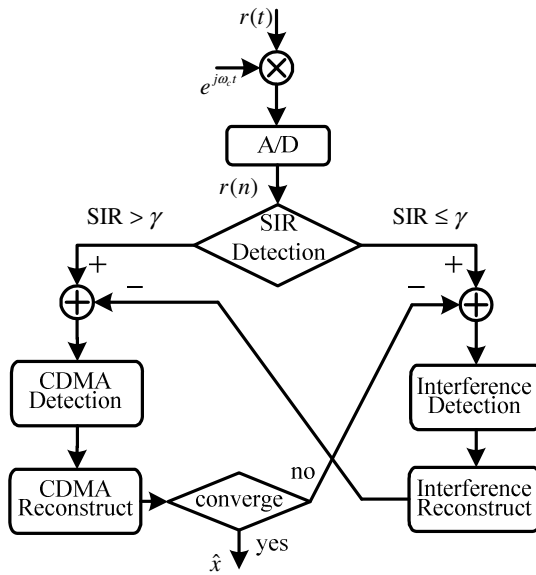 r(t)
e^{jω_c t}
A/D
r(n)
SIR > γ
SIR
Detection
SIR ≤ γ
+
−
−
+
CDMA
Detection
Interference
Detection
CDMA
Reconstruct
converge
no
Interference
Reconstruct
yes
x̂